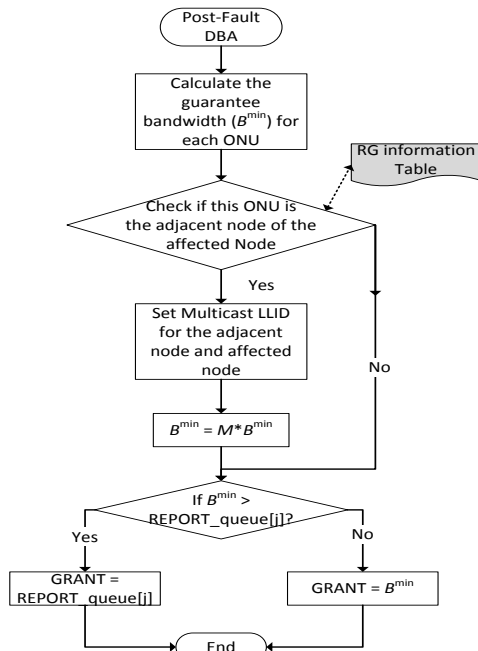 Post-Fault
DBA
Calculate the
guarantee
bandwidth (B^min) for
each ONU
RG information
Table
Check if this ONU is
the adjacent node of the
affected Node
Yes
Set Multicast LLID
for the adjacent
node and affected
node
No
B^min = M*B^min
If B^min >
REPORT_queue[j]?
Yes
No
GRANT =
REPORT_queue[j]
GRANT = B^min
End